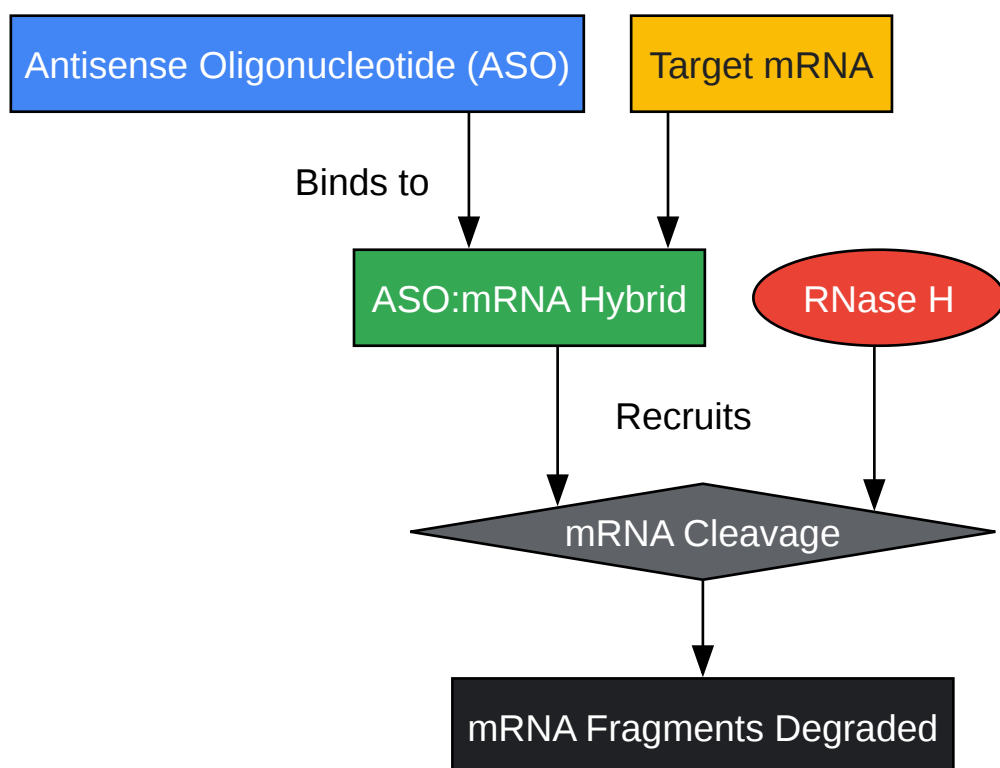 Antisense Oligonucleotide (ASO)
Target mRNA
Binds to
ASO:mRNA Hybrid
RNase H
Recruits
mRNA Cleavage
mRNA Fragments Degraded